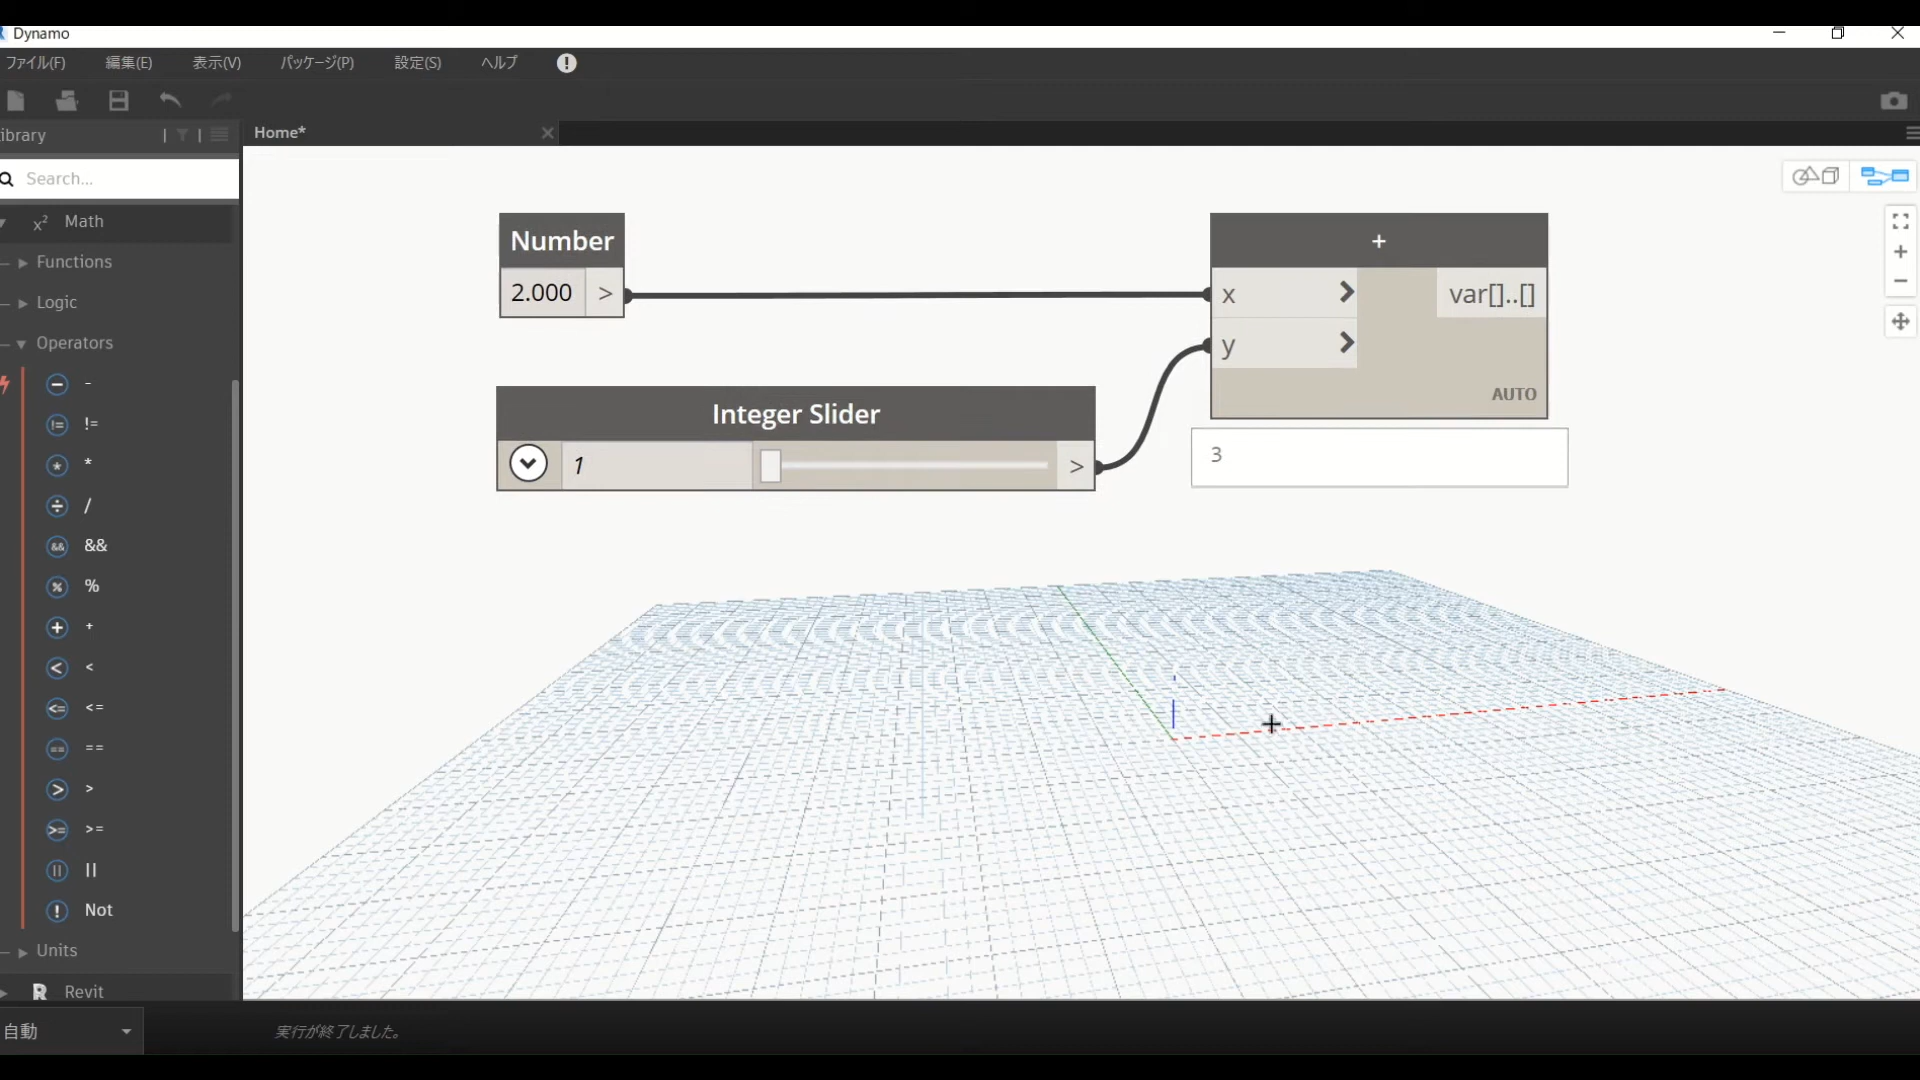 Dynamo
ファイル(F) 編集(E) 表示(V) パッケージ(P) 設定(S) ヘルプ
ibrary
Home*
Search...
Math
Functions
Logic
Operators
-
!=
*
/
&&
%
+
<
<=
==
>
>=
||
Not
Units
Revit
Number
2.000 >
Integer Slider
1 >
+
x var[]..[]
y
AUTO
3
自動 実行が終了しました。